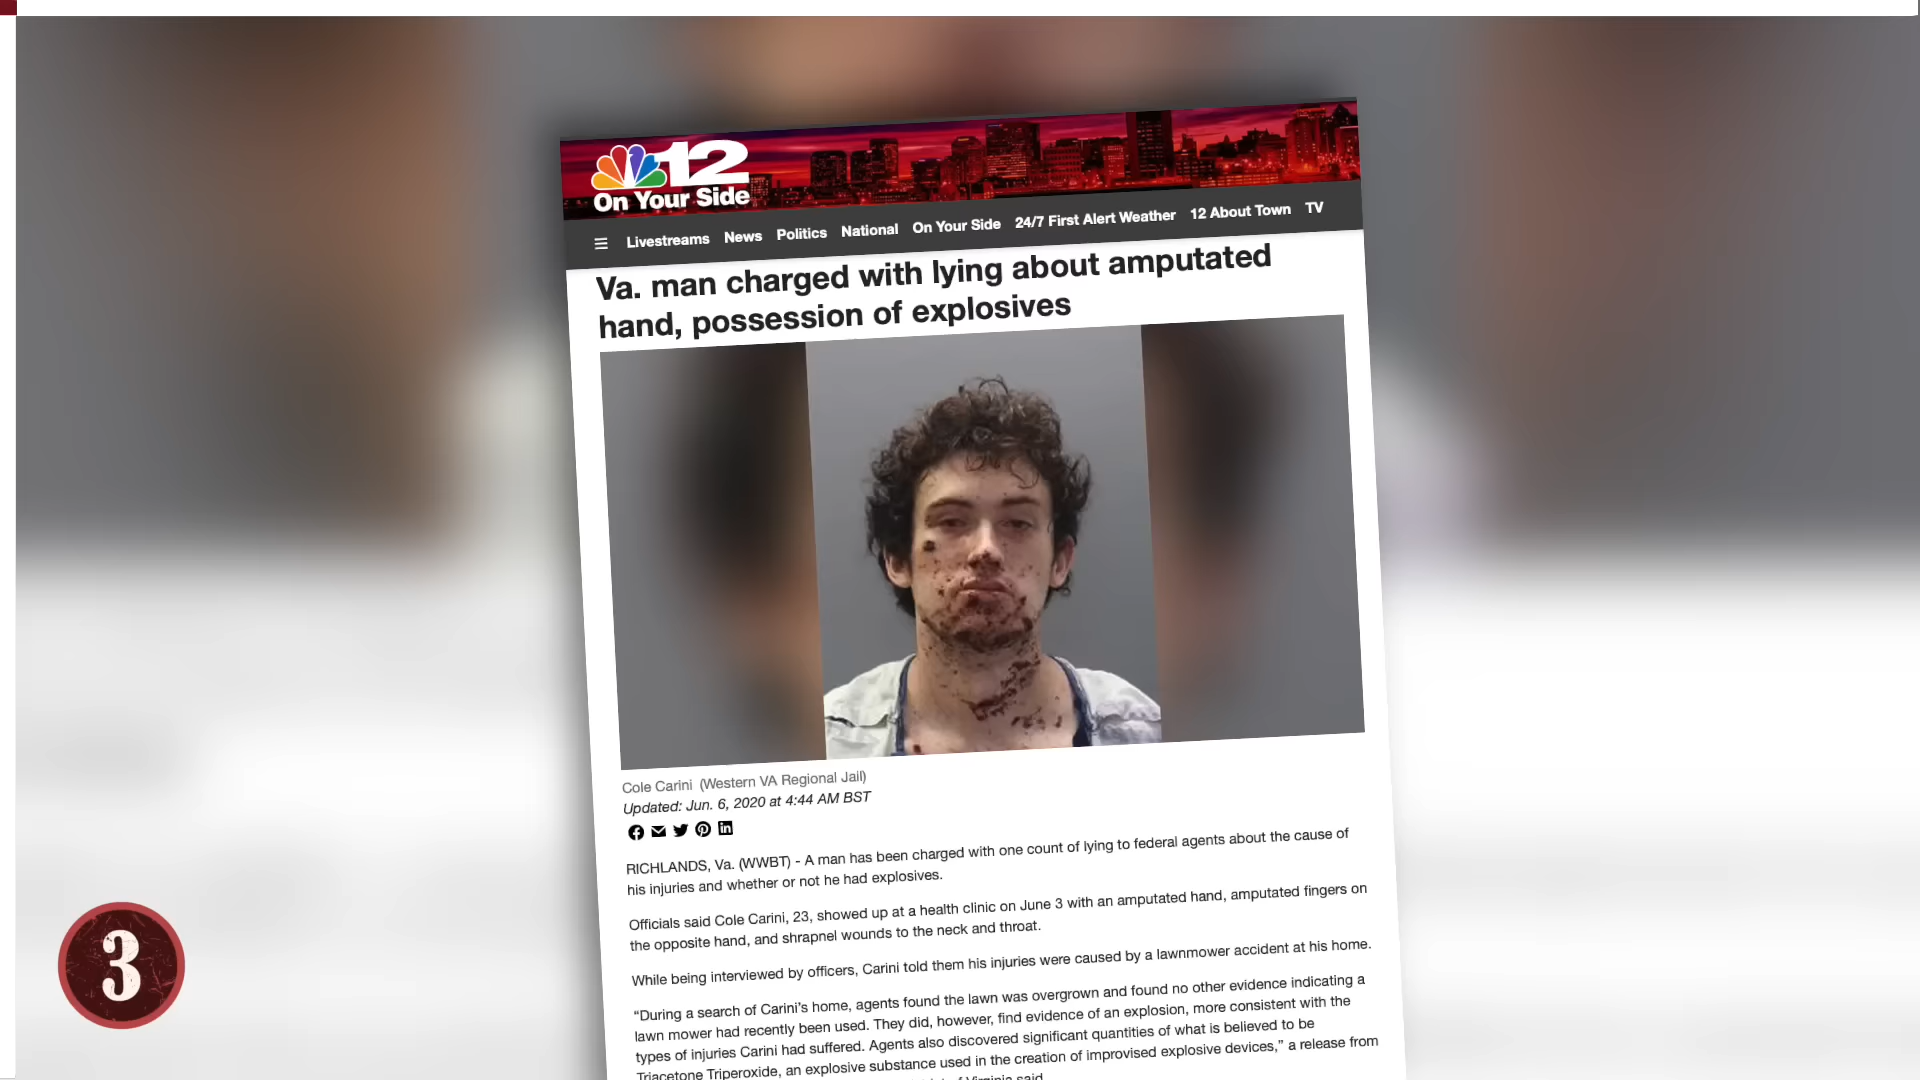 12
On Your Side
Livestreams News Politics National On Your Side 24/7 First Alert Weather 12 About Town TV
Va. man charged with lying about amputated
hand, possession of explosives
Cole Carini (Western VA Regional Jail)
Updated: Jun. 6, 2020 at 4:44 AM BST
RICHLANDS, Va. (WWBT) - A man has been charged with one count of lying to federal agents about the cause of
his injuries and whether or not he had explosives.
Officials said Cole Carini, 23, showed up at a health clinic on June 3 with an amputated hand, amputated fingers on
the opposite hand, and shrapnel wounds to the neck and throat.
While being interviewed by officers, Carini told them his injuries were caused by a lawnmower accident at his home.
“During a search of Carini’s home, agents found the lawn was overgrown and found no other evidence indicating a
lawn mower had recently been used. They did, however, find evidence of an explosion, more consistent with the
types of injuries Carini had suffered. Agents also discovered significant quantities of what is believed to be
Triacetone Triperoxide, an explosive substance used in the creation of improvised explosive devices,” a release from
of Virginia said.
3